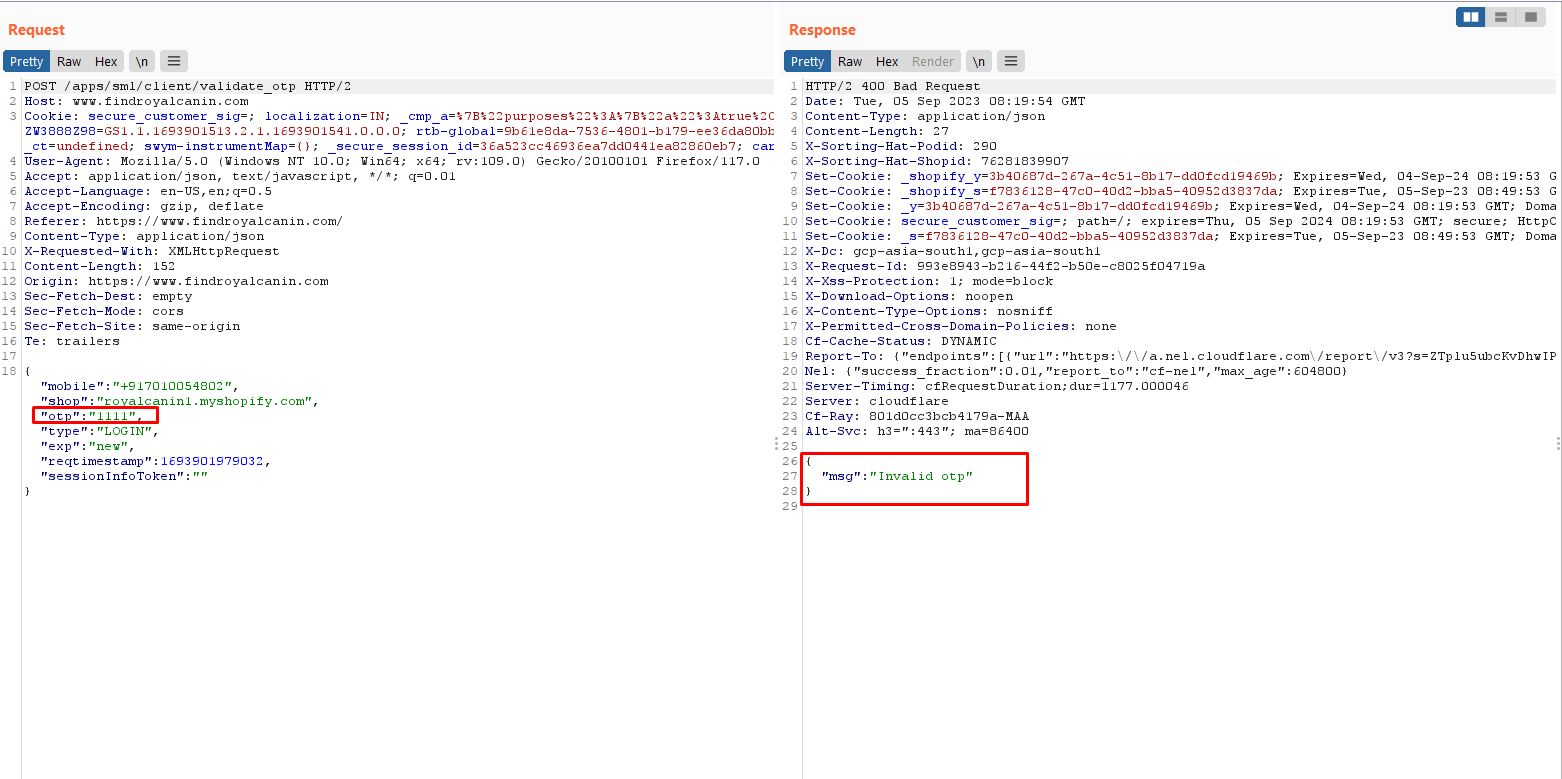 Request
Pretty Raw Hex \n
1 POST /apps/sml/client/validate_otp HTTP/2
2 Host: www.findroyalcanin.com
3 Cookie: secure_customer_sig=; localization=IN; _cmp_a=%7B%22purposes%22%3A%7B%22a%22%3Atrue%2C
ZW3888Z98=GS1.1.1693901513.2.1.1693901541.0.0.0; rtb-global=9b61e8da-7536-4801-b179-ee36da80bb
_ct=undefined; swym-instrumentMap={}; _secure_session_id=36a523cc46936ea7dd0441ea82860eb7; car
4 User-Agent: Mozilla/5.0 (Windows NT 10.0; Win64; x64; rv:109.0) Gecko/20100101 Firefox/117.0
5 Accept: application/json, text/javascript, */*; q=0.01
6 Accept-Language: en-US,en;q=0.5
7 Accept-Encoding: gzip, deflate
8 Referer: https://www.findroyalcanin.com/
9 Content-Type: application/json
10 X-Requested-With: XMLHttpRequest
11 Content-Length: 152
12 Origin: https://www.findroyalcanin.com
13 Sec-Fetch-Dest: empty
14 Sec-Fetch-Mode: cors
15 Sec-Fetch-Site: same-origin
16 Te: trailers
17
18 {
"mobile":"+917010054802",
"shop":"royalcanin1.myshopify.com",
"otp":"1111",
"type":"LOGIN",
"exp":"new",
"reqtimestamp":1693901979032,
"sessionInfoToken":""
}
Response
Pretty Raw Hex Render \n
1 HTTP/2 400 Bad Request
2 Date: Tue, 05 Sep 2023 08:19:54 GMT
3 Content-Type: application/json
4 Content-Length: 27
5 X-Sorting-Hat-Podid: 290
6 X-Sorting-Hat-Shopid: 76281839907
7 Set-Cookie: _shopify_y=3b40687d-267a-4c51-8b17-dd0fcd19469b; Expires=Wed, 04-Sep-24 08:19:53 G
8 Set-Cookie: _shopify_s=f7836128-47c0-40d2-bba5-40952d3837da; Expires=Tue, 05-Sep-23 08:49:53 G
9 Set-Cookie: _y=3b40687d-267a-4c51-8b17-dd0fcd19469b; Expires=Wed, 04-Sep-24 08:19:53 GMT; Doma
10 Set-Cookie: secure_customer_sig=; path=/; expires=Thu, 05 Sep 2024 08:19:53 GMT; secure; HttpO
11 Set-Cookie: _s=f7836128-47c0-40d2-bba5-40952d3837da; Expires=Tue, 05-Sep-23 08:49:53 GMT; Doma
12 X-Dc: gcp-asia-south1,gcp-asia-south1
13 X-Request-Id: 993e8943-b216-44f2-b50e-c8025f04719a
14 X-Xss-Protection: 1; mode=block
15 X-Download-Options: noopen
16 X-Content-Type-Options: nosniff
17 X-Permitted-Cross-Domain-Policies: none
18 Cf-Cache-Status: DYNAMIC
19 Report-To: {"endpoints":[{"url":"https:\/\/a.nel.cloudflare.com\/report\/v3?s=ZTplu5ubcKvDhwIP
20 Nel: {"success_fraction":0.01,"report_to":"cf-nel","max_age":604800}
21 Server-Timing: cfRequestDuration;dur=1177.000046
22 Server: cloudflare
23 Cf-Ray: 801d0cc3bcb4179a-MAA
24 Alt-Svc: h3=":443"; ma=86400
25
26 {
27 "msg":"Invalid otp"
28 }
29